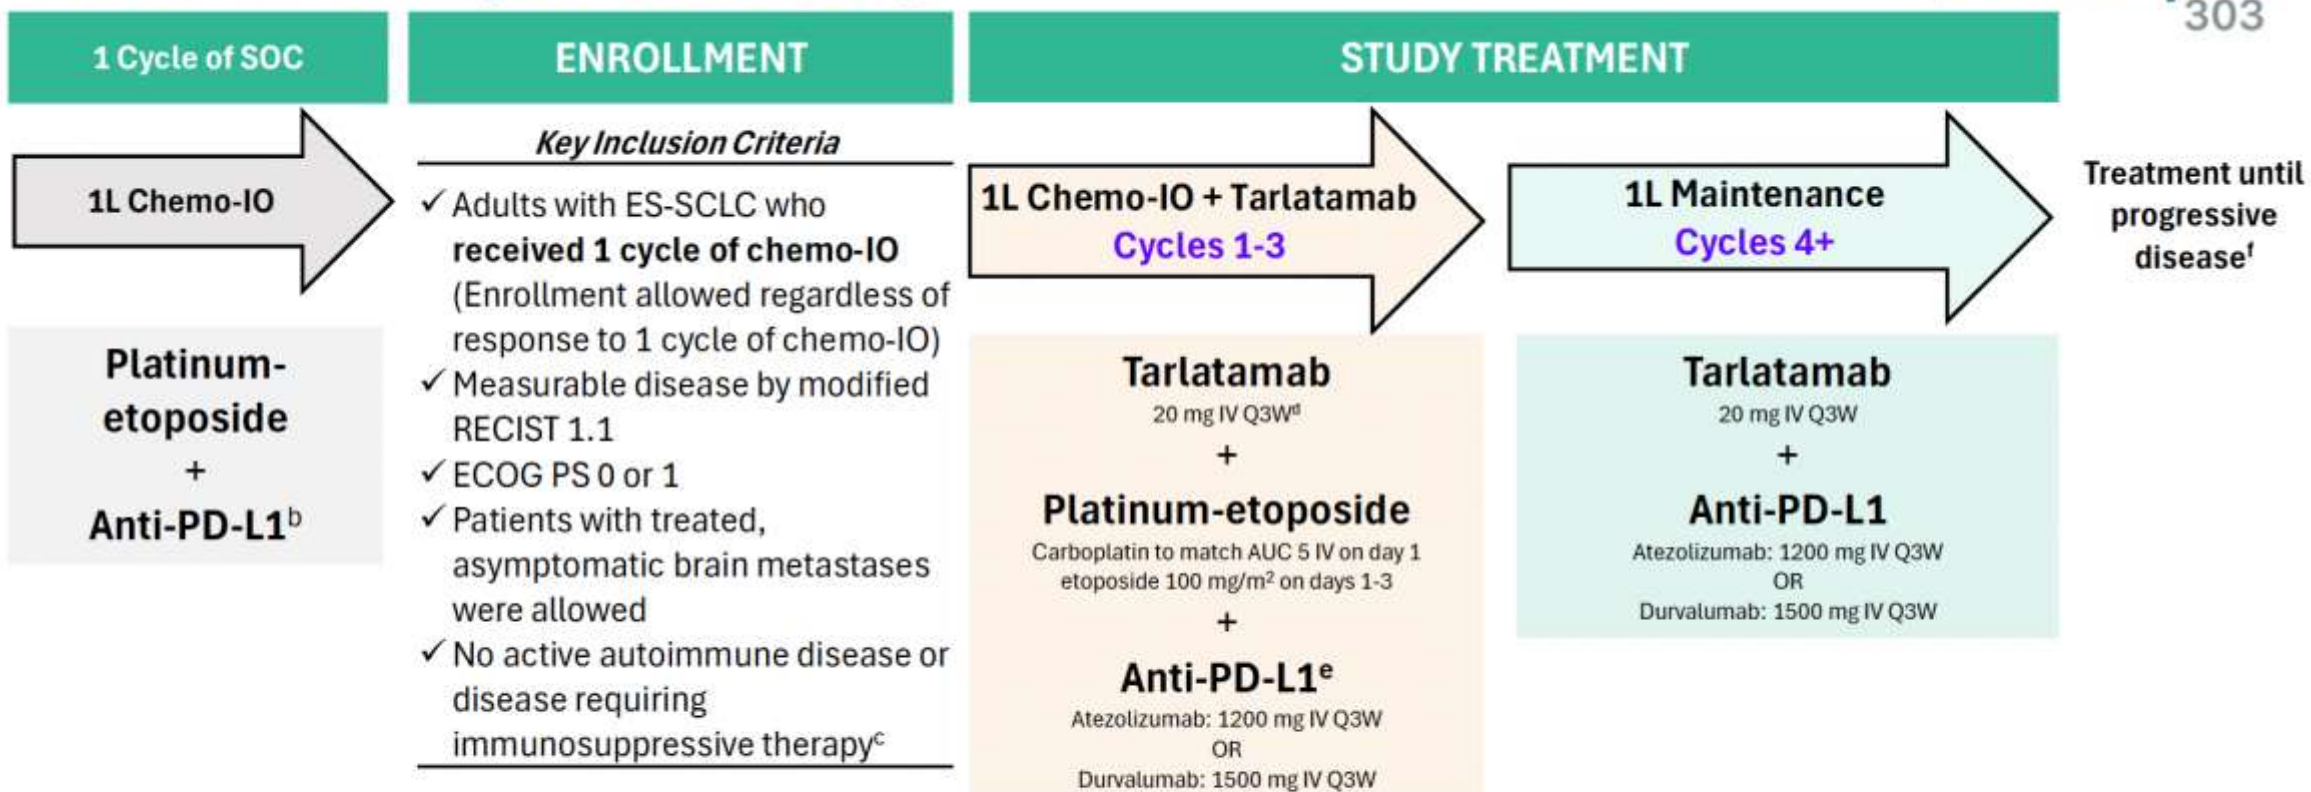 303
1 Cycle of SOC
ENROLLMENT
STUDY TREATMENT
1L Chemo-IO
Platinum-
etoposide
+
Anti-PD-L1ᵇ
Key Inclusion Criteria
✓ Adults with ES-SCLC who
received 1 cycle of chemo-IO
(Enrollment allowed regardless of
response to 1 cycle of chemo-IO)
✓ Measurable disease by modified
RECIST 1.1
✓ ECOG PS 0 or 1
✓ Patients with treated,
asymptomatic brain metastases
were allowed
✓ No active autoimmune disease or
disease requiring
immunosuppressive therapyᶜ
1L Chemo-IO + Tarlatamab
Cycles 1-3
Tarlatamab
20 mg IV Q3Wᵈ
+
Platinum-etoposide
Carboplatin to match AUC 5 IV on day 1
etoposide 100 mg/m² on days 1-3
+
Anti-PD-L1ᵉ
Atezolizumab: 1200 mg IV Q3W
OR
Durvalumab: 1500 mg IV Q3W
1L Maintenance
Cycles 4+
Tarlatamab
20 mg IV Q3W
+
Anti-PD-L1
Atezolizumab: 1200 mg IV Q3W
OR
Durvalumab: 1500 mg IV Q3W
Treatment until
progressive
diseaseᶠ